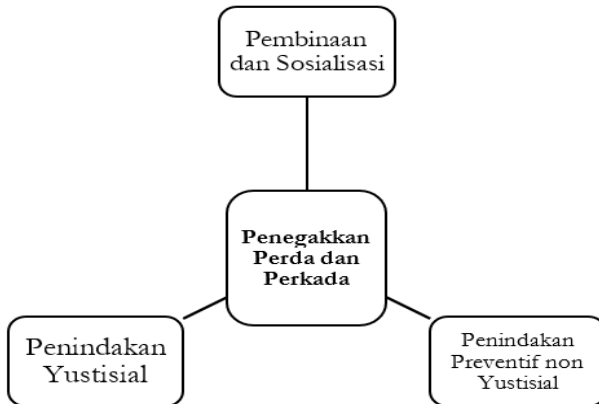 Pembinaan
dan Sosialisasi
Penegakkan
Perda dan
Perkada
Penindakan
Yustisial
Penindakan
Preventif non
Yustisial